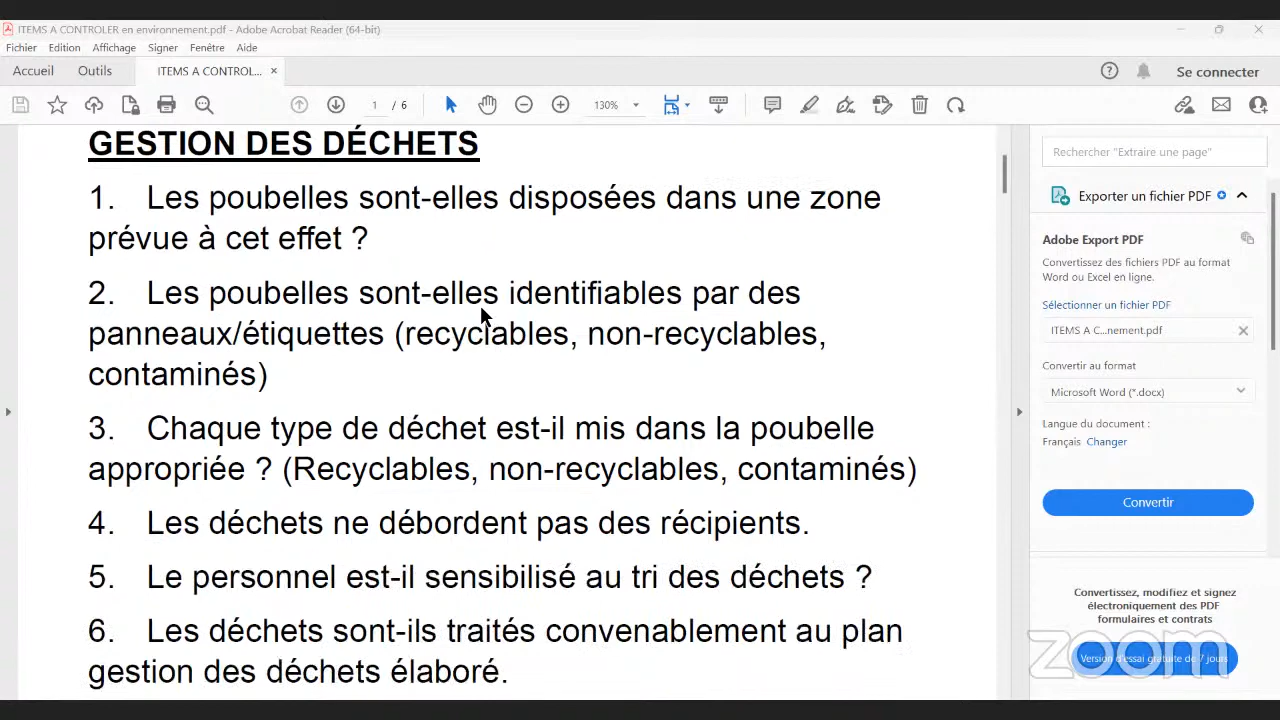 ITEMS A CONTROLER en environnement.pdf - Adobe Acrobat Reader (64-bit)
Fichier Edition Affichage Signer Fenêtre Aide
Accueil Outils ITEMS A CONTROL... × Se connecter
1 / 6 130%
GESTION DES DÉCHETS
1. Les poubelles sont-elles disposées dans une zone
prévue à cet effet ?
2. Les poubelles sont-elles identifiables par des
panneaux/étiquettes (recyclables, non-recyclables,
contaminés)
3. Chaque type de déchet est-il mis dans la poubelle
appropriée ? (Recyclables, non-recyclables, contaminés)
4. Les déchets ne débordent pas des récipients.
5. Le personnel est-il sensibilisé au tri des déchets ?
6. Les déchets sont-ils traités convenablement au plan
gestion des déchets élaboré.
Rechercher "Extraire une page"
Exporter un fichier PDF
Adobe Export PDF
Convertissez des fichiers PDF au format
Word ou Excel en ligne.
Sélectionner un fichier PDF
ITEMS A C...nement.pdf
Convertir au format
Microsoft Word (*.docx)
Langue du document :
Français Changer
Convertir
Convertissez, modifiez et signez
électroniquement des PDF
formulaires et contrats
Version d'essai gratuite de 7 jours
zoom